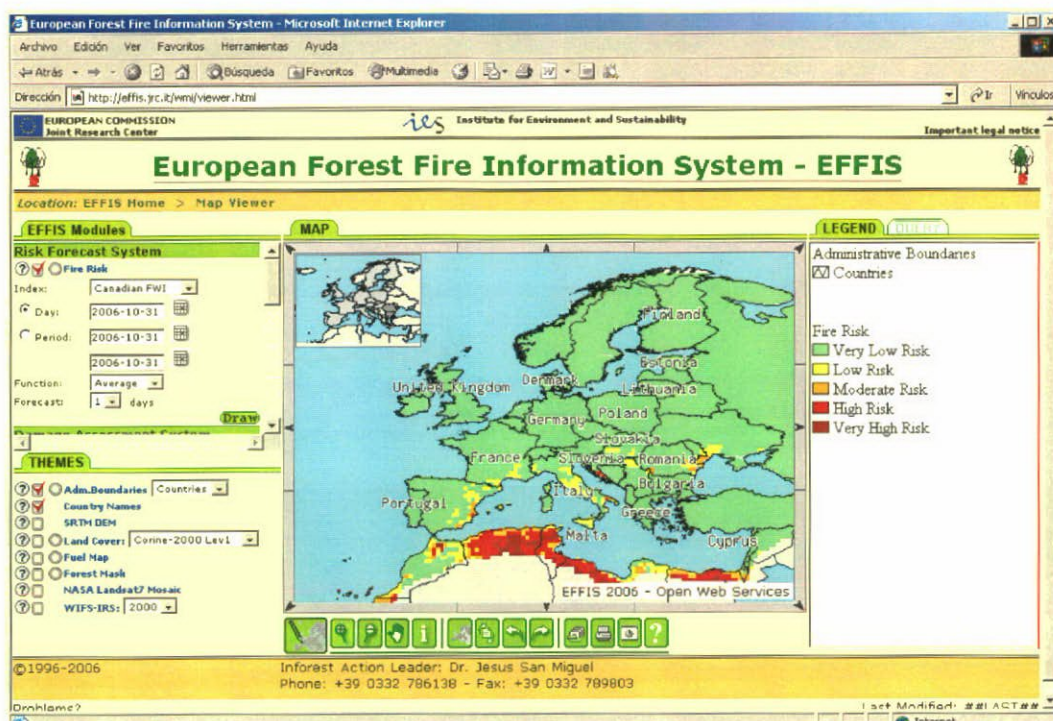 European Forest Fire Information System - Microsoft Internet Explorer
Archivo Edición Ver Favoritos Herramientas Ayuda
Atrás Búsqueda Favoritos Multimedia
Dirección http://effis.jrc.it/wmi/viewer.html Ir Vínculos
EUROPEAN COMMISSION
Joint Research Center
ies Institute for Environment and Sustainability
Important legal notice
European Forest Fire Information System - EFFIS
Location: EFFIS Home > Map Viewer
EFFIS Modules
Risk Forecast System
Fire Risk
Index: Canadian FWI
Day: 2006-10-31
Period: 2006-10-31
2006-10-31
Function: Average
Forecast: 1 days
Draw
Damage Assessment System
THEMES
Adm.Boundaries Countries
Country Names
SRTM DEM
Land Cover: Corine-2000 Lev1
Fuel Map
Forest Mask
NASA Landsat7 Mosaic
WIFS-IRS: 2000
MAP
Finland
Estonia
United Kingdom
Denmark
Lithuania
Germany
Poland
Slovakia
France
Slovenia
Romania
Italy
Bulgaria
Portugal
Greece
Malta
Cyprus
EFFIS 2006 - Open Web Services
LEGEND QUERY
Administrative Boundaries
Countries
Fire Risk
Very Low Risk
Low Risk
Moderate Risk
High Risk
Very High Risk
©1996-2006
Inforest Action Leader: Dr. Jesus San Miguel
Phone: +39 0332 786138 - Fax: +39 0332 789803
Problems?
Last Modified: ##LAST##
Internet